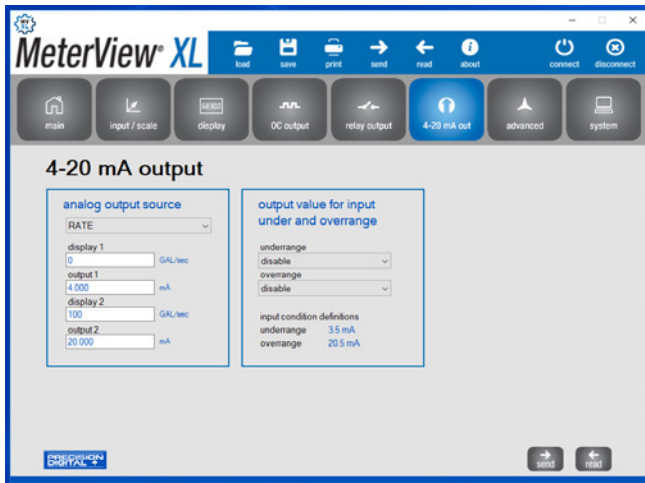 MeterView® XL
load save print send read about connect disconnect
main input / scale display OC output relay output 4-20 mA out advanced system
4-20 mA output
analog output source
RATE
display 1
0 GAL/sec
output 1
4.000 mA
display 2
100 GAL/sec
output 2
20.000 mA
output value for input
under and overrange
underrange
disable
overrange
disable
input condition definitions
underrange 3.5 mA
overrange 20.5 mA
PRECISION
DIGITAL
send read